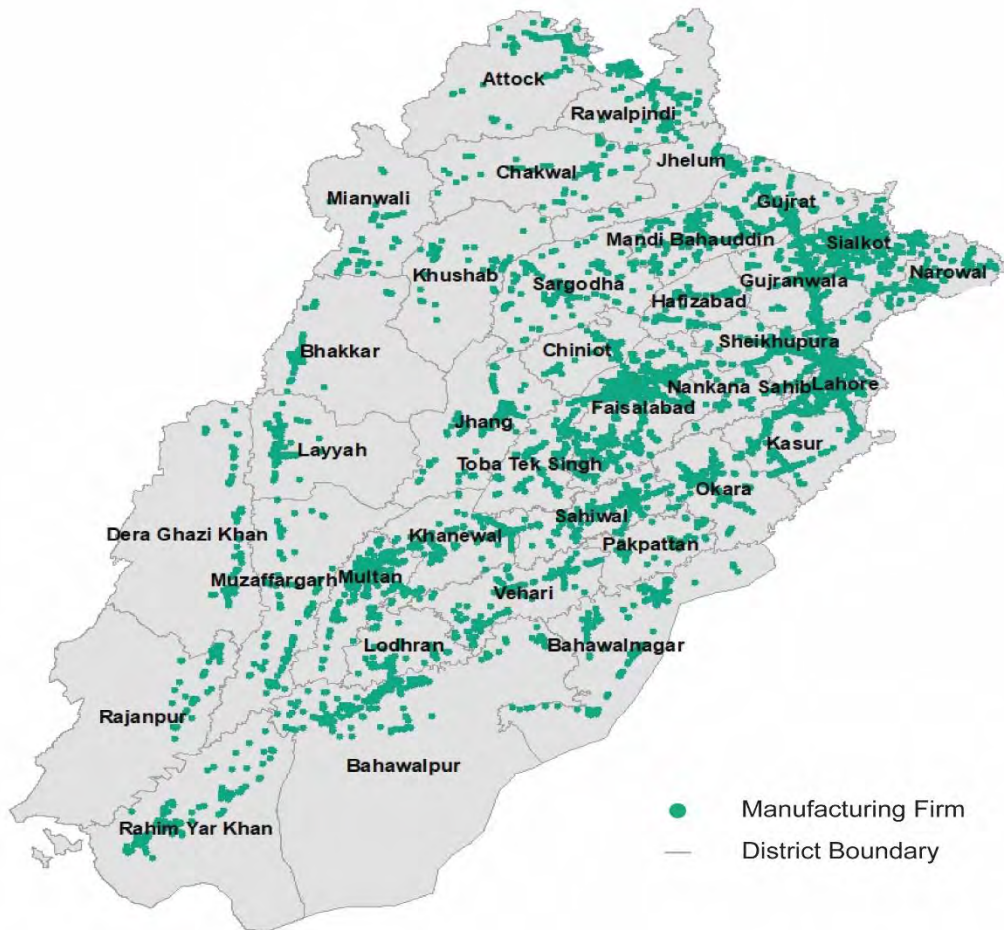 Attock
Rawalpindi
Jhelum
Chakwal
Mianwali
Gujrat
Mandi Bahauddin
Sialkot
Khushab
Sargodha
Gujranwala
Narowal
Hafizabad
Bhakkar
Chiniot
Sheikhupura
Nankana Sahib
Lahore
Faisalabad
Jhang
Kasur
Layyah
Toba Tek Singh
Okara
Sahiwal
Dera Ghazi Khan
Khanewal
Pakpattan
Muzaffargarh
Multan
Vehari
Lodhran
Bahawalnagar
Rajanpur
Bahawalpur
Rahim Yar Khan
Manufacturing Firm
District Boundary